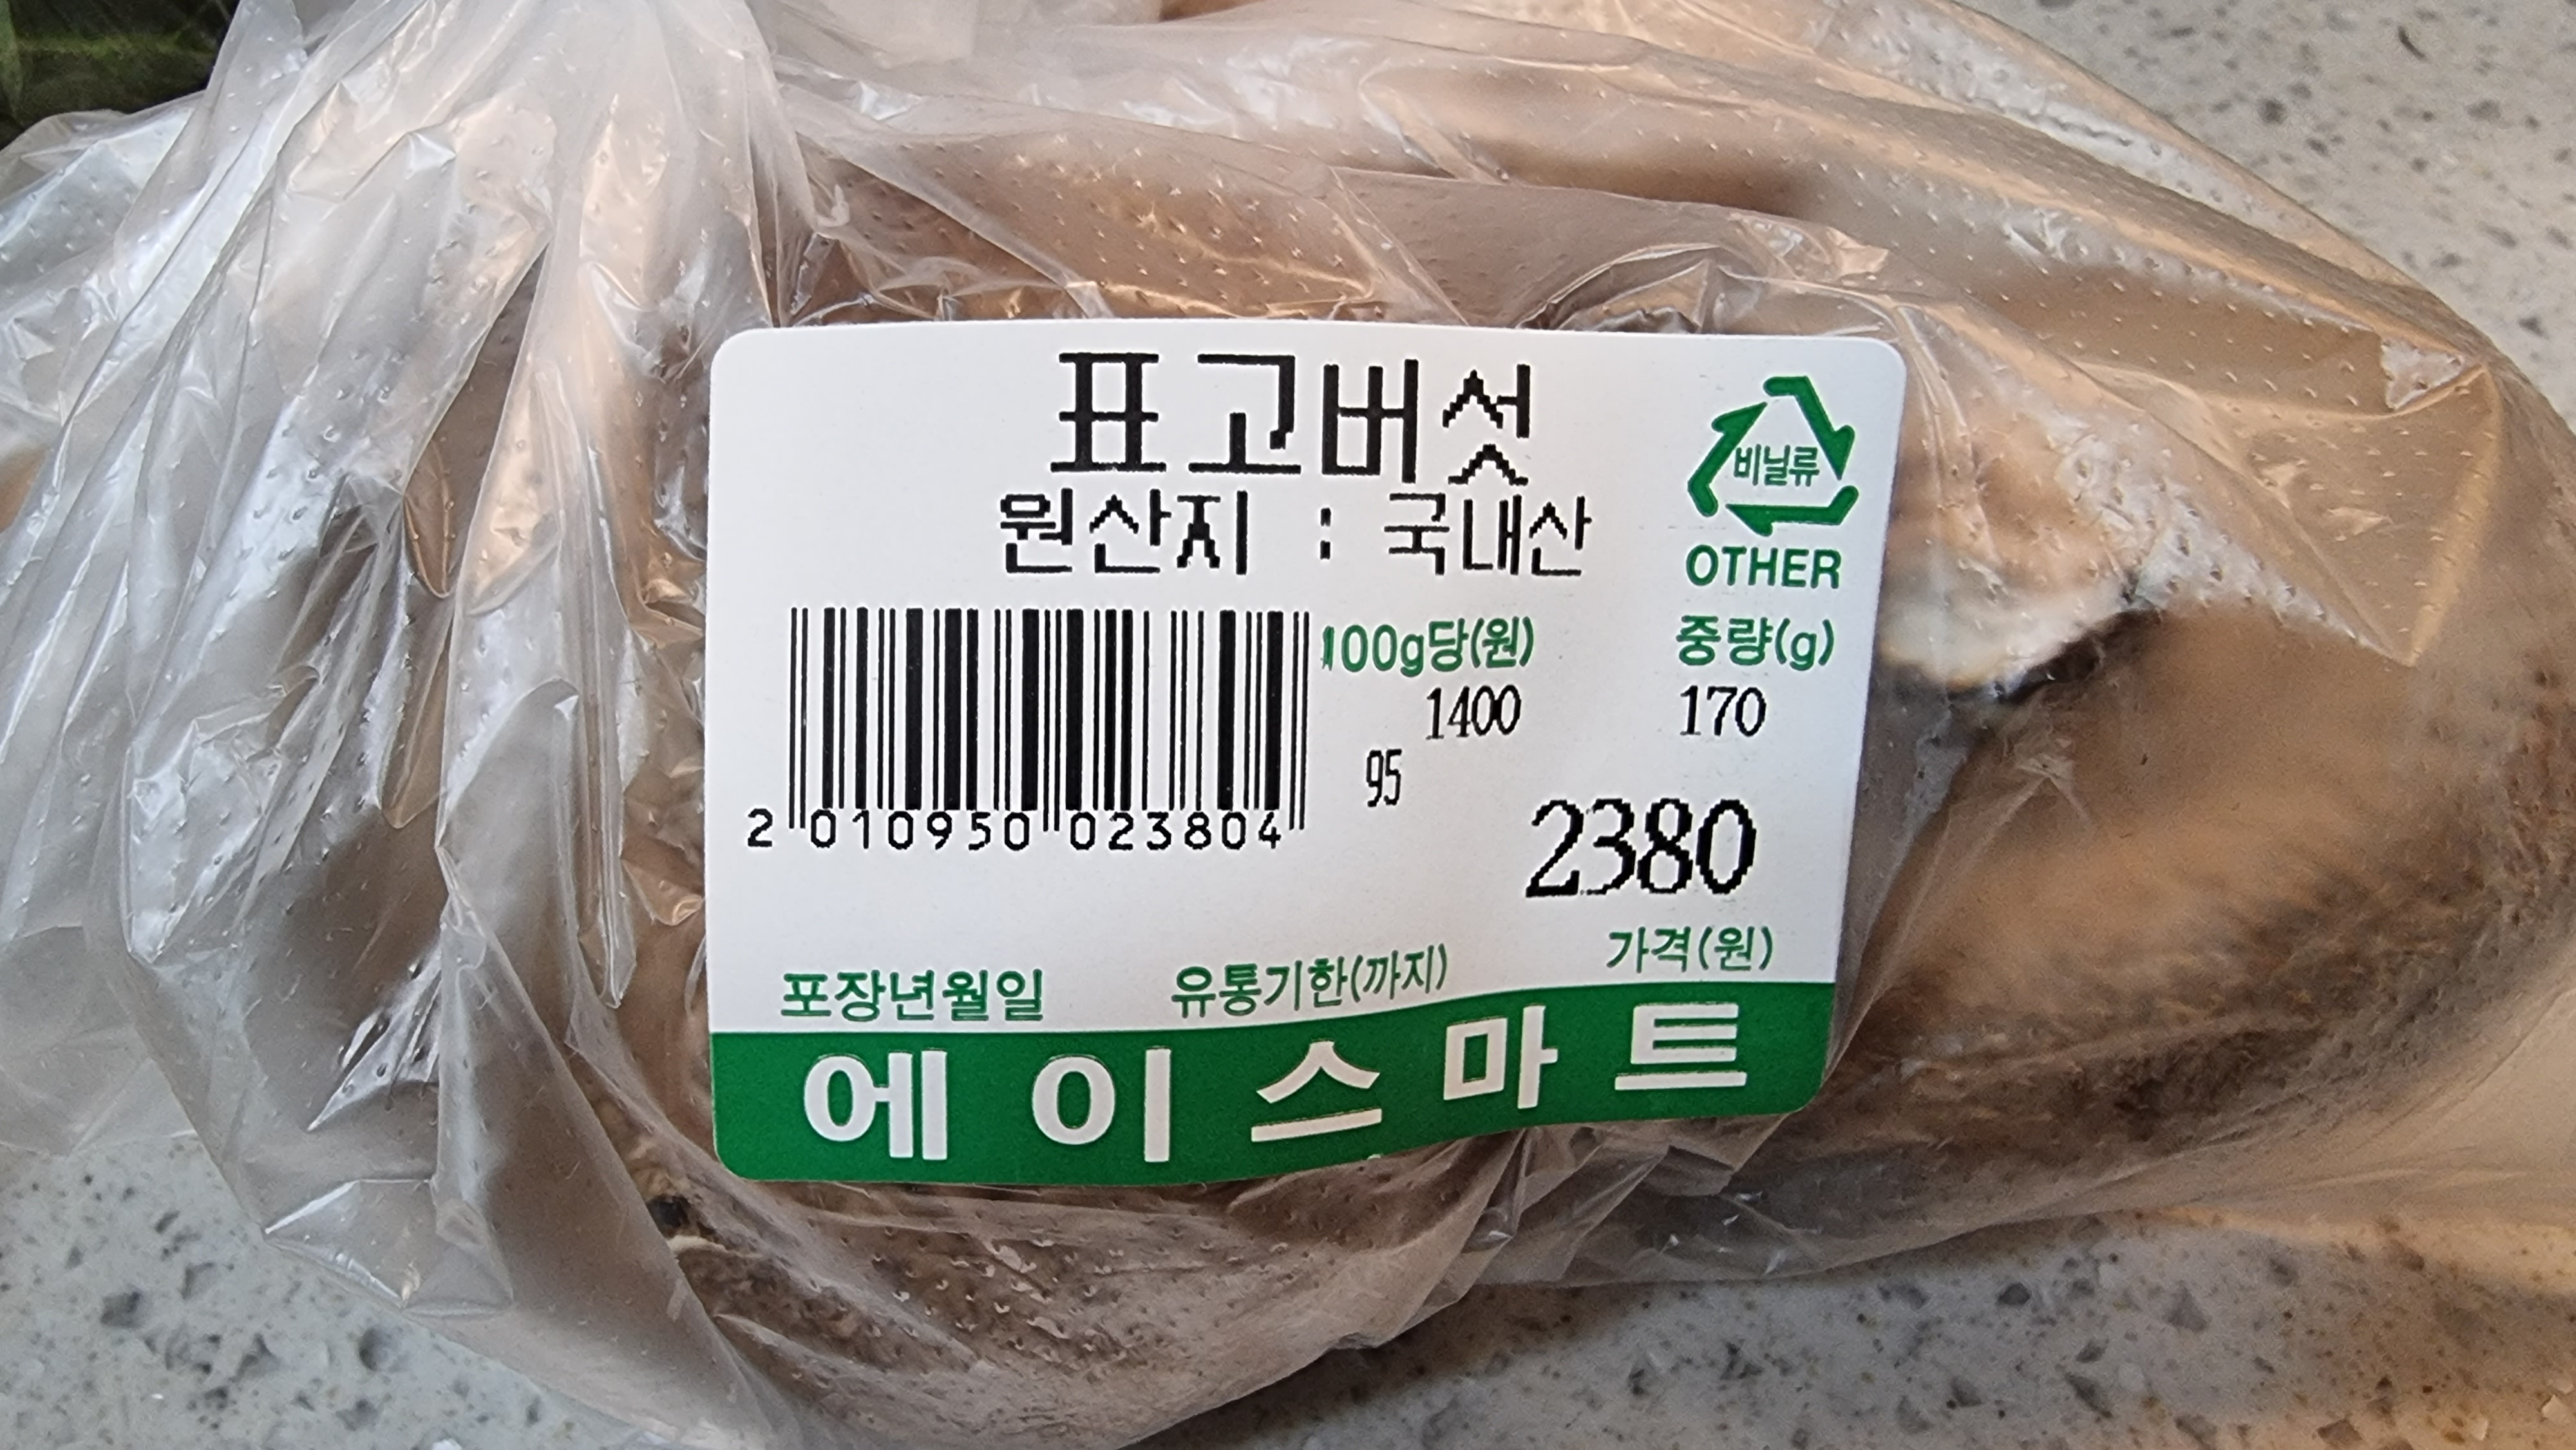 표고버섯
원산지 : 국내산
비닐류
OTHER
100g당(원) 중량(g)
1400 170
95
2 010950 023804
2380
가격(원)
포장년월일 유통기한(까지)
에이스마트